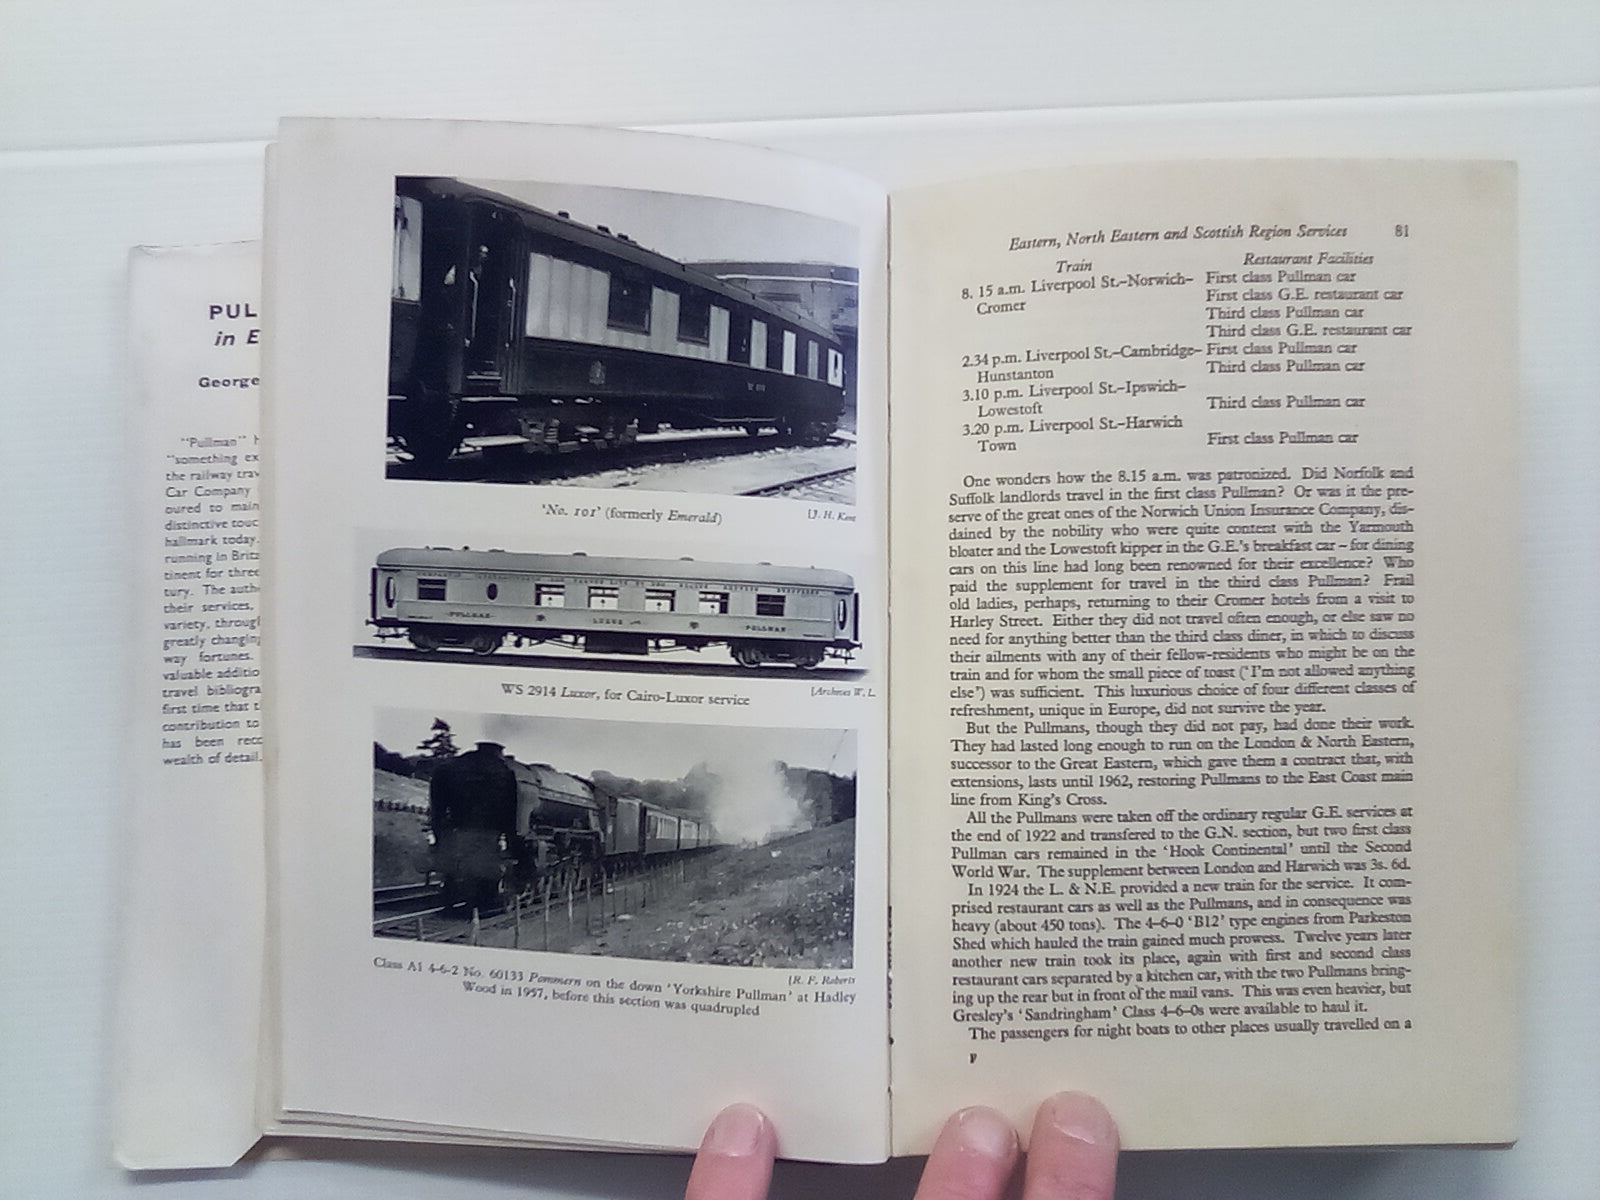 PUL
in E
George
"Pullman" h
"something ex
the railway trav
Car Company
oured to main
distinctive touc
hallmark today.
running in Brita
tinent for three
tury. The autho
their services,
variety, through
greatly changing
way fortunes.
valuable additio
travel bibliogra
first time that t
contribution to
has been reco
wealth of detail.
'No. 101' (formerly Emerald)
[J. H. Kent
PULLMAN
LUXOR
PULLMAN
WS 2914 Luxor, for Cairo-Luxor service
[Archives W. L.
[R. F. Roberts
Class A1 4-6-2 No. 60133 Pommern on the down 'Yorkshire Pullman' at Hadley
Wood in 1957, before this section was quadrupled
Eastern, North Eastern and Scottish Region Services 81
Train Restaurant Facilities
8. 15 a.m. Liverpool St.–Norwich– First class Pullman car
Cromer First class G.E. restaurant car
Third class Pullman car
Third class G.E. restaurant car
2.34 p.m. Liverpool St.–Cambridge– First class Pullman car
Hunstanton Third class Pullman car
3.10 p.m. Liverpool St.–Ipswich–
Lowestoft Third class Pullman car
3.20 p.m. Liverpool St.–Harwich
Town First class Pullman car
One wonders how the 8.15 a.m. was patronized. Did Norfolk and
Suffolk landlords travel in the first class Pullman? Or was it the pre-
serve of the great ones of the Norwich Union Insurance Company, dis-
dained by the nobility who were quite content with the Yarmouth
bloater and the Lowestoft kipper in the G.E.'s breakfast car – for dining
cars on this line had long been renowned for their excellence? Who
paid the supplement for travel in the third class Pullman? Frail
old ladies, perhaps, returning to their Cromer hotels from a visit to
Harley Street. Either they did not travel often enough, or else saw no
need for anything better than the third class diner, in which to discuss
their ailments with any of their fellow-residents who might be on the
train and for whom the small piece of toast ('I'm not allowed anything
else') was sufficient. This luxurious choice of four different classes of
refreshment, unique in Europe, did not survive the year.
But the Pullmans, though they did not pay, had done their work.
They had lasted long enough to run on the London & North Eastern,
successor to the Great Eastern, which gave them a contract that, with
extensions, lasts until 1962, restoring Pullmans to the East Coast main
line from King's Cross.
All the Pullmans were taken off the ordinary regular G.E. services at
the end of 1922 and transfered to the G.N. section, but two first class
Pullman cars remained in the 'Hook Continental' until the Second
World War. The supplement between London and Harwich was 3s. 6d.
In 1924 the L. & N.E. provided a new train for the service. It com-
prised restaurant cars as well as the Pullmans, and in consequence was
heavy (about 450 tons). The 4–6–0 'B12' type engines from Parkeston
Shed which hauled the train gained much prowess. Twelve years later
another new train took its place, again with first and second class
restaurant cars separated by a kitchen car, with the two Pullmans bring-
ing up the rear but in front of the mail vans. This was even heavier, but
Gresley's 'Sandringham' Class 4–6–0s were available to haul it.
The passengers for night boats to other places usually travelled on a